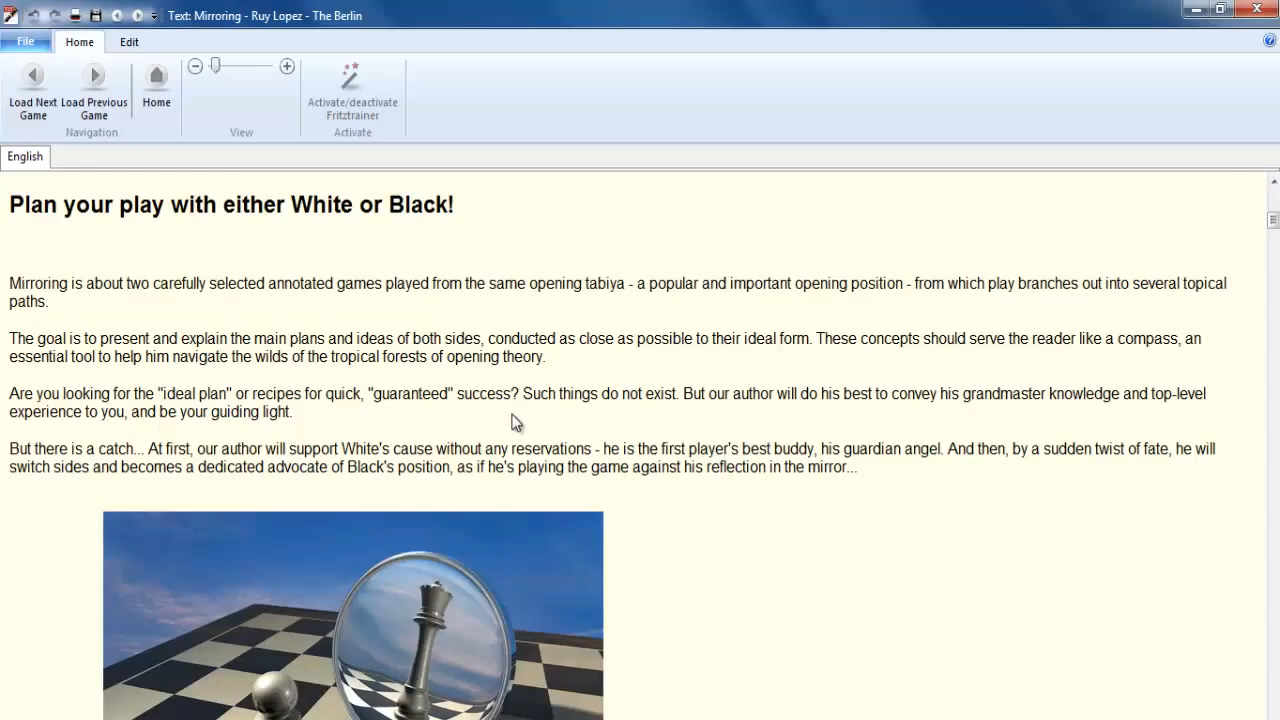 Text: Mirroring - Ruy Lopez - The Berlin
File Home Edit
Load Next Game Load Previous Game Home Activate/deactivate Fritztrainer
Navigation View Activate
English
Plan your play with either White or Black!
Mirroring is about two carefully selected annotated games played from the same opening tabiya - a popular and important opening position - from which play branches out into several topical
paths.
The goal is to present and explain the main plans and ideas of both sides, conducted as close as possible to their ideal form. These concepts should serve the reader like a compass, an
essential tool to help him navigate the wilds of the tropical forests of opening theory.
Are you looking for the "ideal plan" or recipes for quick, "guaranteed" success? Such things do not exist. But our author will do his best to convey his grandmaster knowledge and top-level
experience to you, and be your guiding light.
But there is a catch... At first, our author will support White's cause without any reservations - he is the first player's best buddy, his guardian angel. And then, by a sudden twist of fate, he will
switch sides and becomes a dedicated advocate of Black's position, as if he's playing the game against his reflection in the mirror...